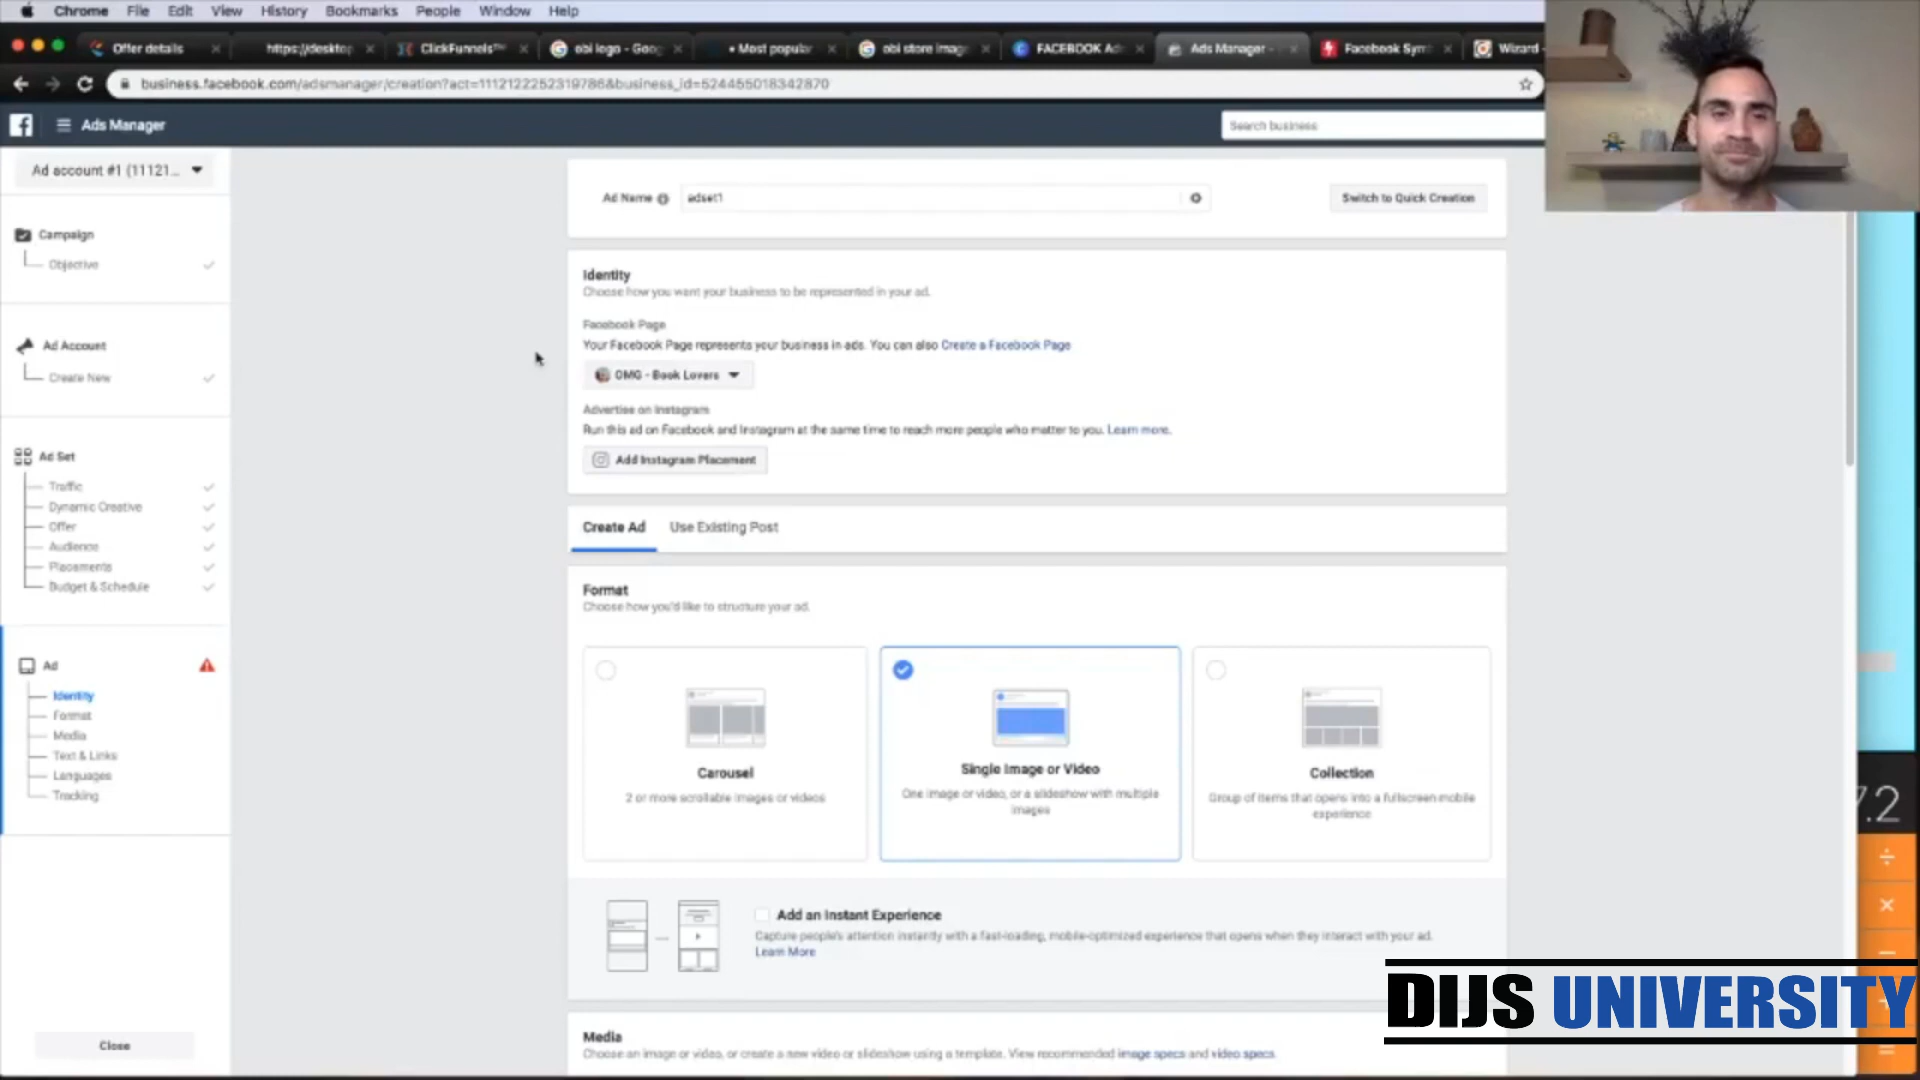 Chrome File Edit View History Bookmarks People Window Help
Offer details
https://desktop
ClickFunnels™
obi logo - Goog
• Most popular
obi store image
FACEBOOK Ad
Ads Manager -
Facebook Sym
Wizard -
business.facebook.com/adsmanager/creation?act=1112122252319786&business_id=524455018342870
Ads Manager
Search business
Ad account #1 (11121...
Campaign
Objective
Ad Account
Create New
Ad Set
Traffic
Dynamic Creative
Offer
Audience
Placements
Budget & Schedule
Ad
Identity
Format
Media
Text & Links
Languages
Tracking
Close
Ad Name
adset1
Switch to Quick Creation
Identity
Choose how you want your business to be represented in your ad.
Facebook Page
Your Facebook Page represents your business in ads. You can also Create a Facebook Page
OMG - Book Lovers
Advertise on Instagram
Run this ad on Facebook and Instagram at the same time to reach more people who matter to you. Learn more.
Add Instagram Placement
Create Ad
Use Existing Post
Format
Choose how you'd like to structure your ad.
Carousel
2 or more scrollable images or videos
Single Image or Video
One image or video, or a slideshow with multiple
images
Collection
Group of items that opens into a fullscreen mobile
experience
Add an Instant Experience
Capture people's attention instantly with a fast-loading, mobile-optimized experience that opens when they interact with your ad.
Learn More
Media
Choose an image or video, or create a new video or slideshow using a template. View recommended image specs and video specs.
7.2
÷
×
DIJS UNIVERSITY